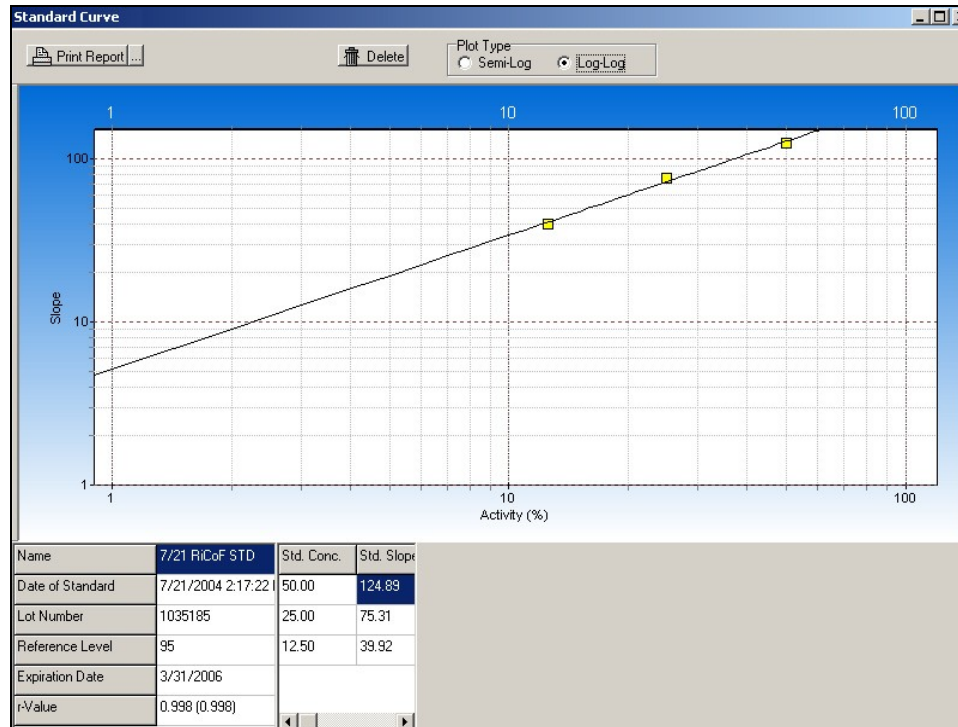 Standard Curve
Print Report ... Delete Plot Type
Semi-Log Log-Log
1 10 100
100
Slope
10
1
1 10 100
Activity (%)
Name 7/21 RiCoF STD Std. Conc. Std. Slope
Date of Standard 7/21/2004 2:17:22 50.00 124.89
Lot Number 1035185 25.00 75.31
Reference Level 95 12.50 39.92
Expiration Date 3/31/2006
r-Value 0.998 (0.998)